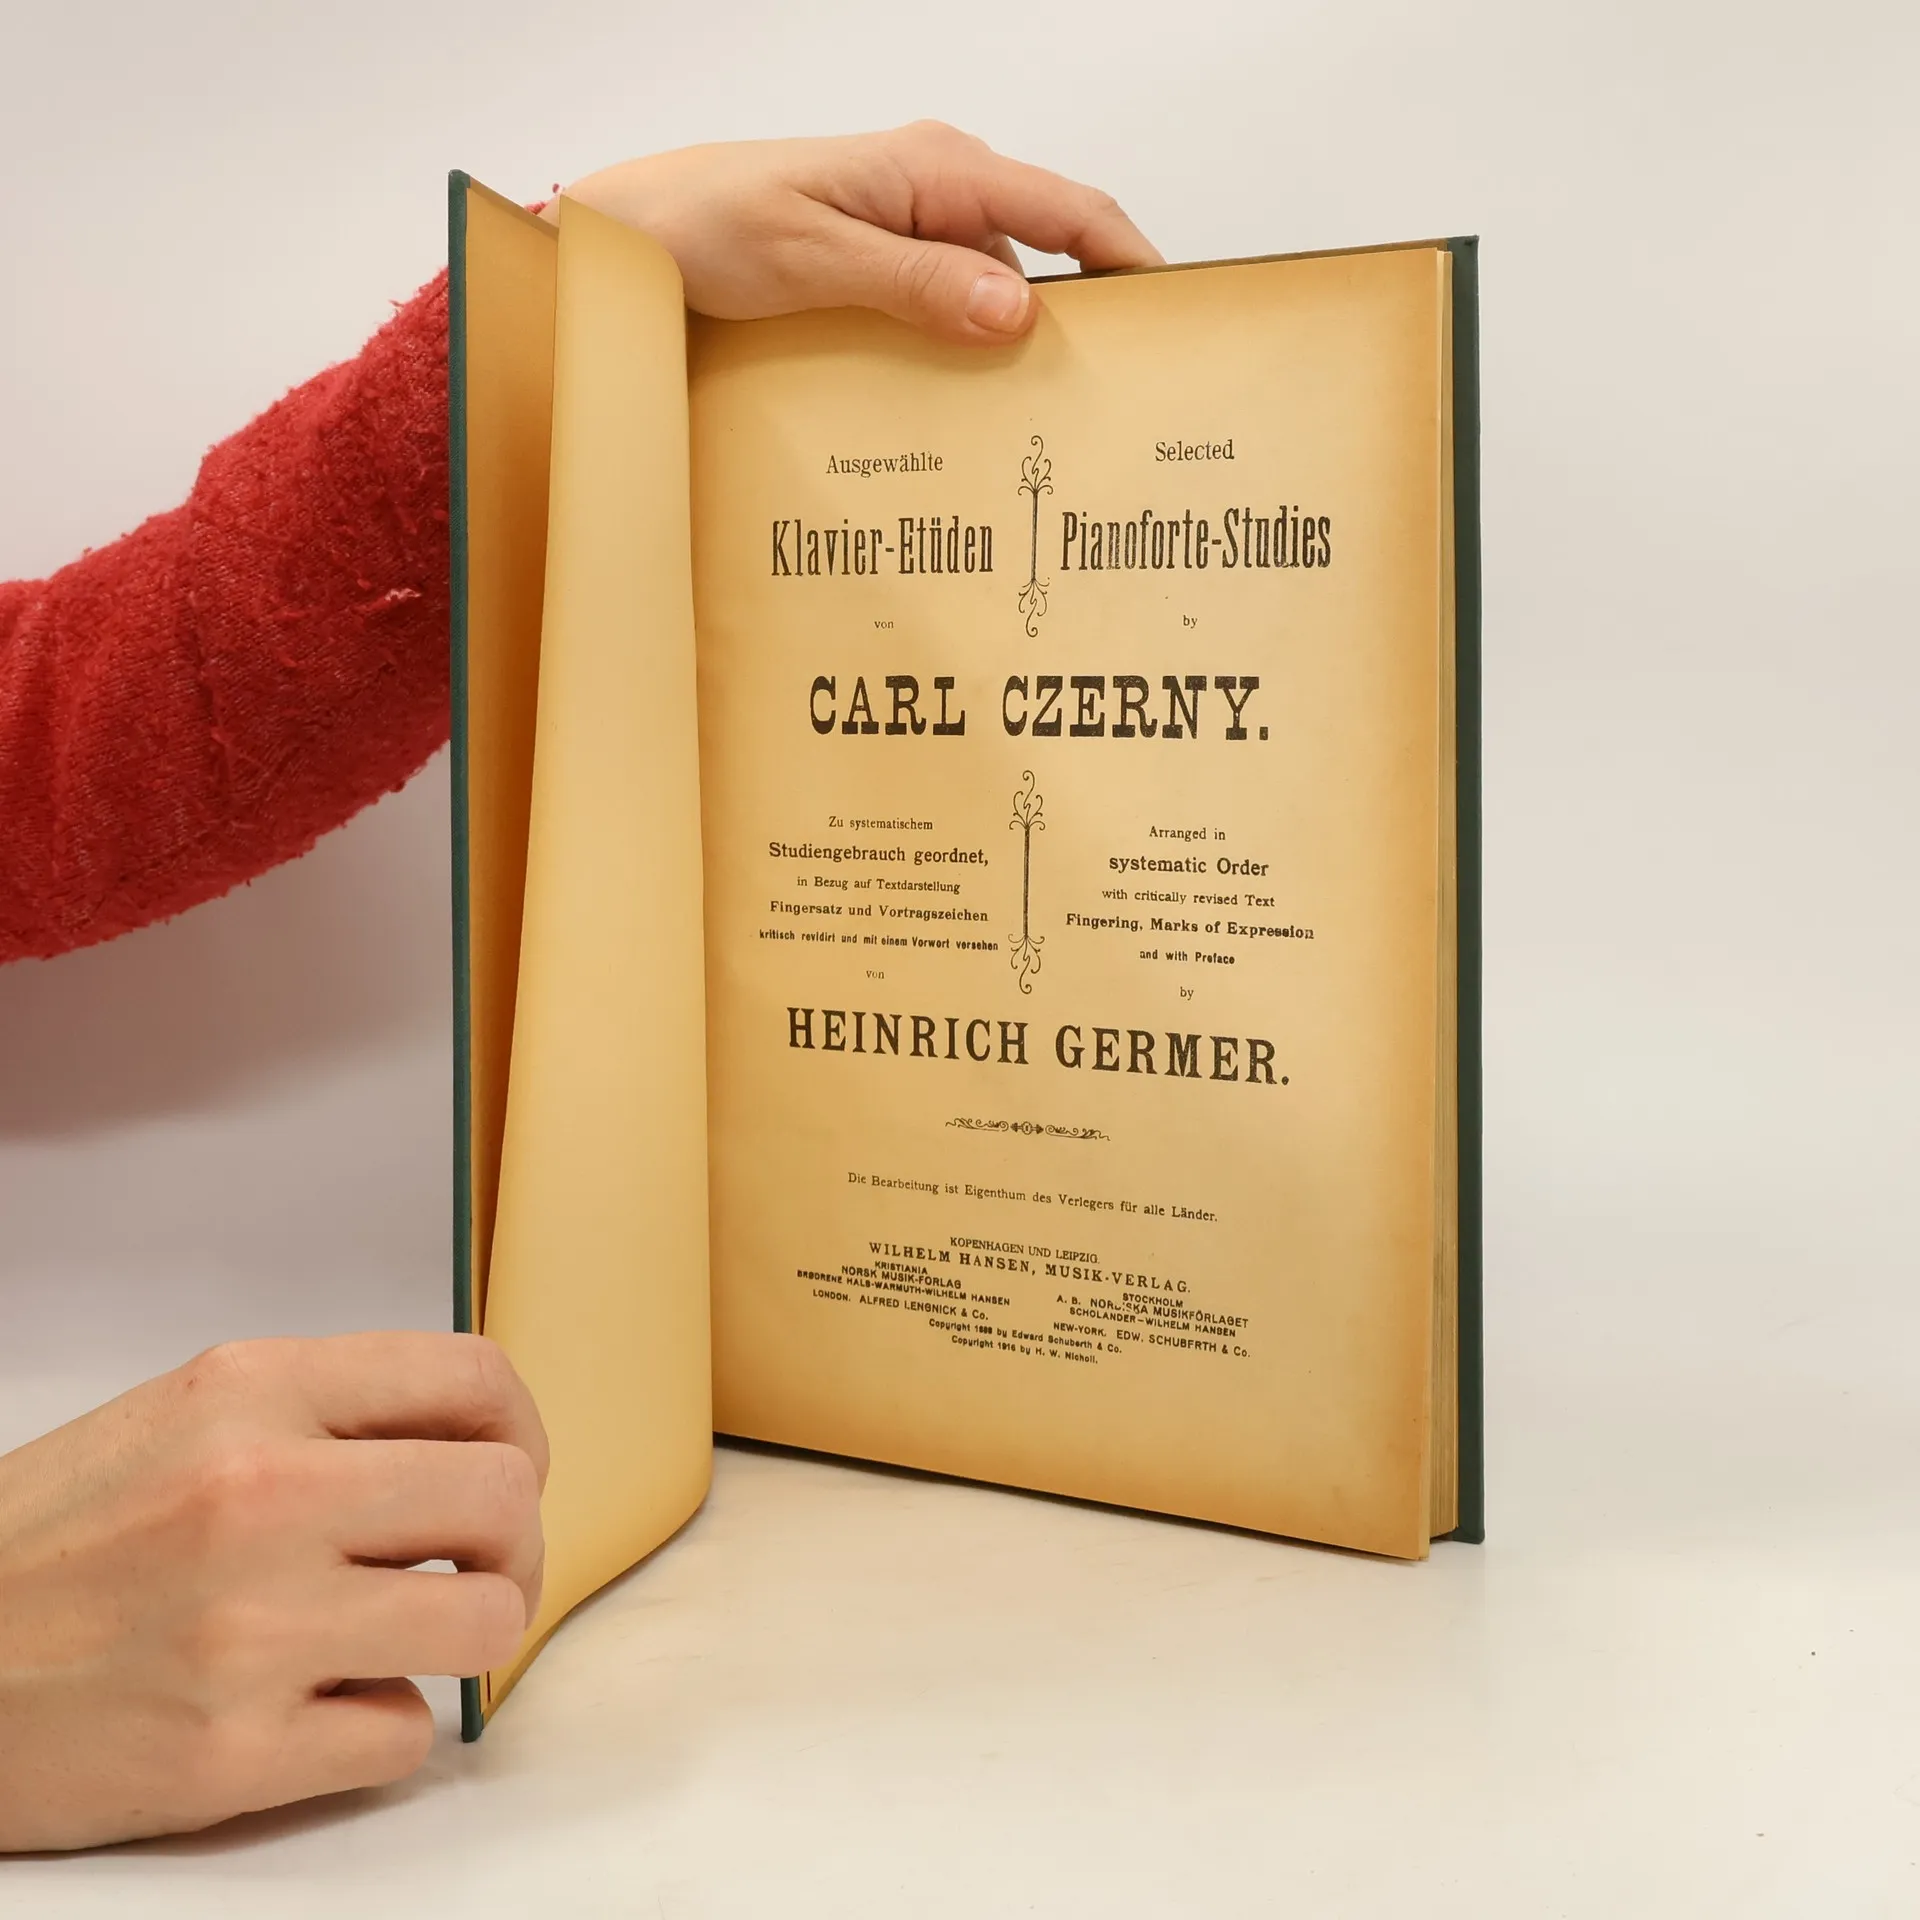 Ausgewählte
Klavier-Etüden
von
Selected
Pianoforte-Studies
by
CARL CZERNY.
Zu systematischem
Studiengebrauch geordnet,
in Bezug auf Textdarstellung
Fingersatz und Vortragszeichen
kritisch revidirt und mit einem Vorwort versehen
von
Arranged in
systematic Order
with critically revised Text
Fingering, Marks of Expression
and with Preface
by
HEINRICH GERMER.
Die Bearbeitung ist Eigenthum des Verlegers für alle Länder.
KOPENHAGEN UND LEIPZIG.
WILHELM HANSEN, MUSIK-VERLAG.
KRISTIANIA
NORSK MUSIK-FORLAG
BRØDRENE HALS-WARMUTH-WILHELM HANSEN
LONDON. ALFRED LENGNICK & Co.
STOCKHOLM
A. B. NORDISKA MUSIKFÖRLAGET
SCHOLANDER-WILHELM HANSEN
NEW-YORK. EDW. SCHUBERTH & Co.
Copyright by Edward Schuberth & Co.
Copyright 1916 by H. W. Nicholl.